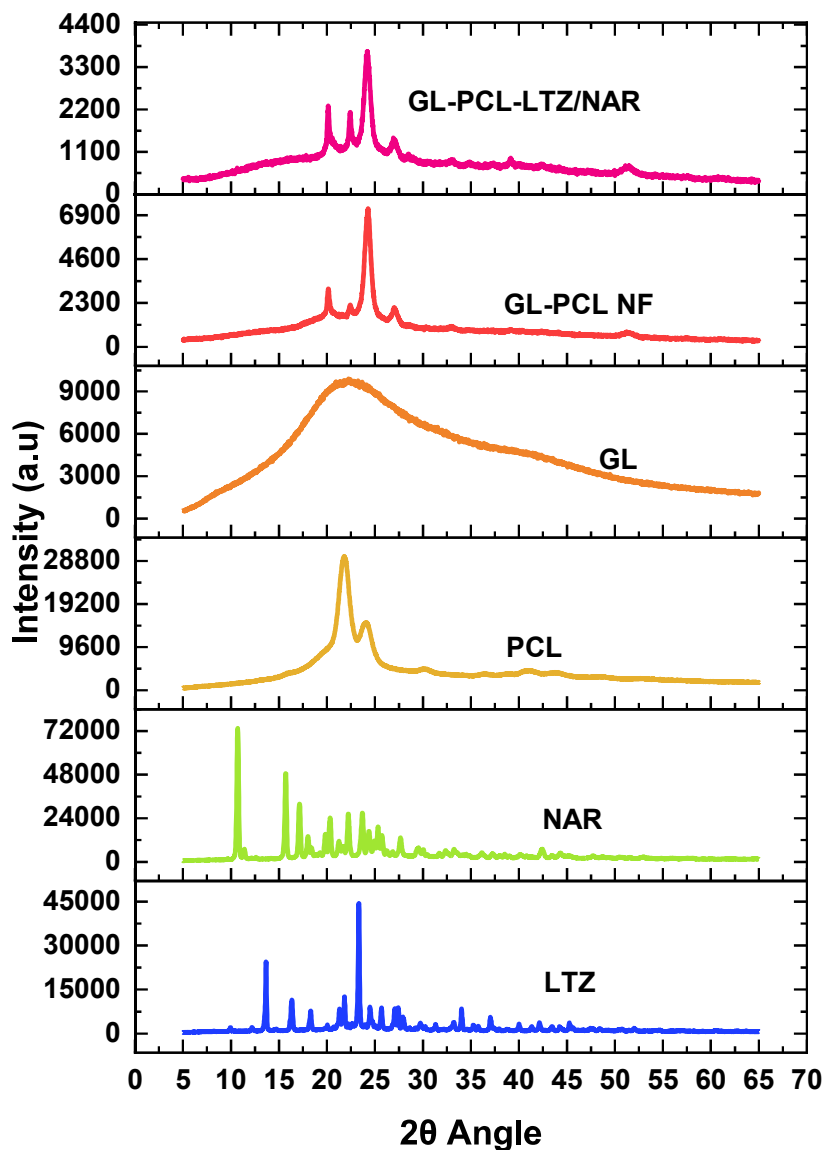 4400
3300
2200
1100
0
GL-PCL-LTZ/NAR
6900
4600
2300
0
GL-PCL NF
9000
6000
3000
0
GL
28800
19200
9600
0
PCL
72000
48000
24000
0
NAR
45000
30000
15000
0
LTZ
Intensity (a.u)
0 5 10 15 20 25 30 35 40 45 50 55 60 65 70
2θ Angle